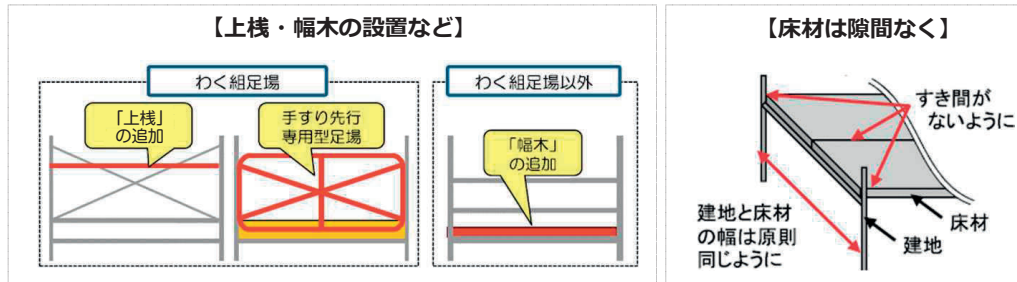 【上桟・幅木の設置など】
わく組足場
「上桟」
の追加
手すり先行
専用型足場
わく組足場以外
「幅木」
の追加
【床材は隙間なく】
すき間が
ないように
建地と床材
の幅は原則
同じように
床材
建地